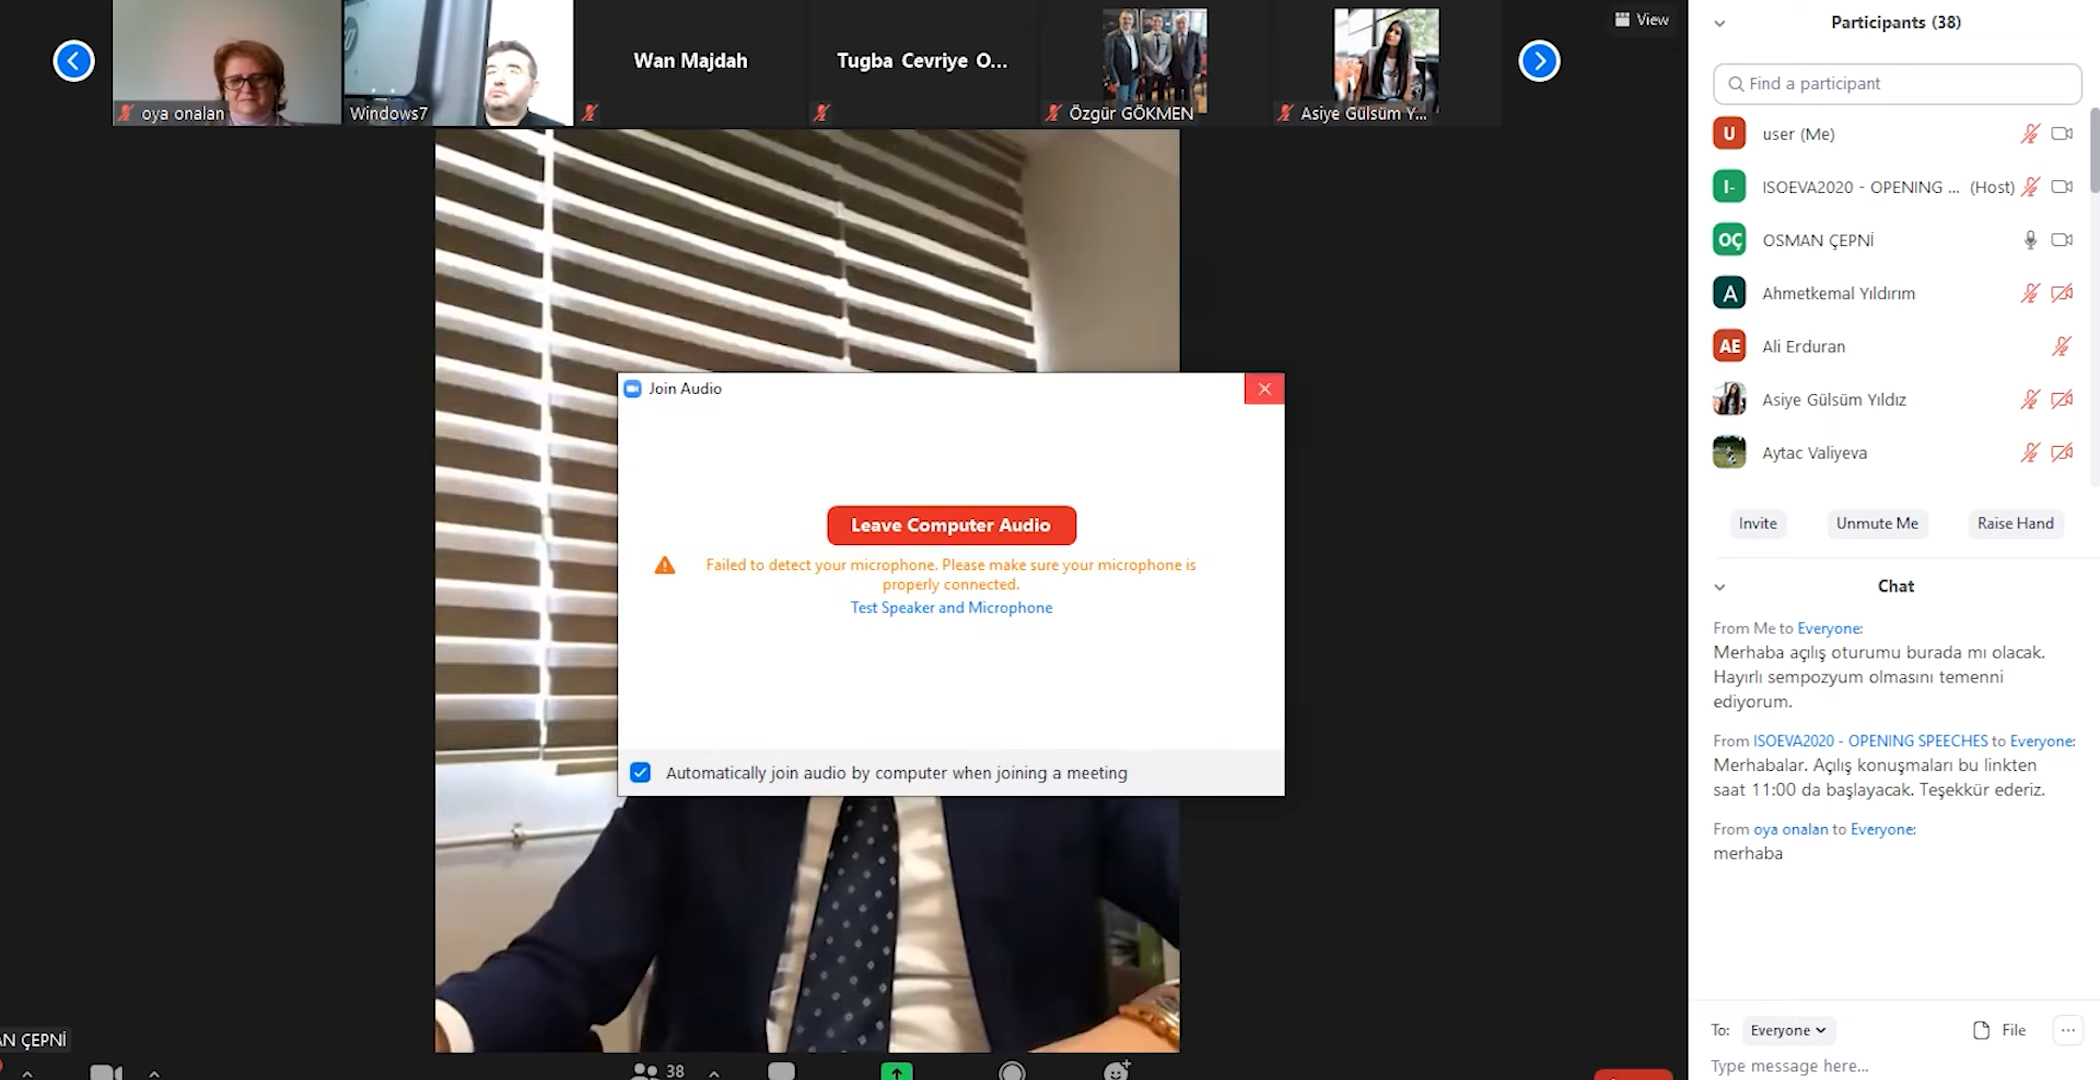 View
Wan Majdah
Tugba Cevriye O...
oya onalan
Windows7
Özgür GÖKMEN
Asiye Gülsüm Y...
Join Audio
Leave Computer Audio
Failed to detect your microphone. Please make sure your microphone is
properly connected.
Test Speaker and Microphone
Automatically join audio by computer when joining a meeting
AN ÇEPNİ
38
Participants (38)
Find a participant
U user (Me)
I- ISOEVA2020 - OPENING ... (Host)
OÇ OSMAN ÇEPNİ
A Ahmetkemal Yıldırım
AE Ali Erduran
Asiye Gülsüm Yıldız
Aytac Valiyeva
Invite Unmute Me Raise Hand
Chat
From Me to Everyone:
Merhaba açılış oturumu burada mı olacak.
Hayırlı sempozyum olmasını temenni
ediyorum.
From ISOEVA2020 - OPENING SPEECHES to Everyone:
Merhabalar. Açılış konuşmaları bu linkten
saat 11:00 da başlayacak. Teşekkür ederiz.
From oya onalan to Everyone:
merhaba
To: Everyone File ...
Type message here...